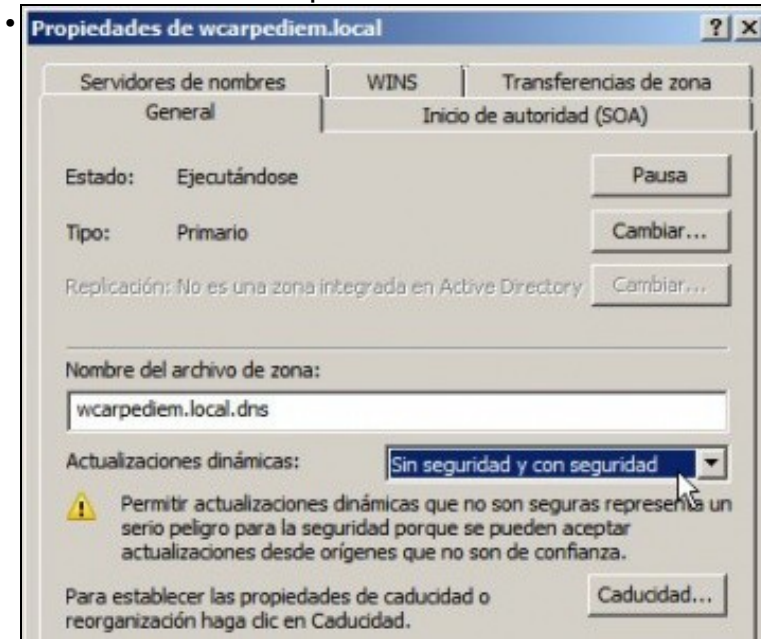 Propiedades de wcarpediem.local
Servidores de nombres WINS Transferencias de zona
General Inicio de autoridad (SOA)
Estado: Ejecutándose Pausa
Tipo: Primario Cambiar...
Replicación: No es una zona integrada en Active Directory Cambiar...
Nombre del archivo de zona:
wcarpediem.local.dns
Actualizaciones dinámicas: Sin seguridad y con seguridad
Permitir actualizaciones dinámicas que no son seguras representa un
serio peligro para la seguridad porque se pueden aceptar
actualizaciones desde orígenes que no son de confianza.
Para establecer las propiedades de caducidad o Caducidad...
reorganización haga clic en Caducidad.